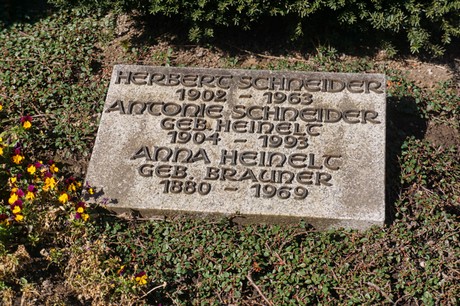 Herbert Schneider
1902 - 1963
Antonie Schneider
geb. Heinelt
1904 - 1993
Anna Heinelt
geb. Brauner
1880 - 1969